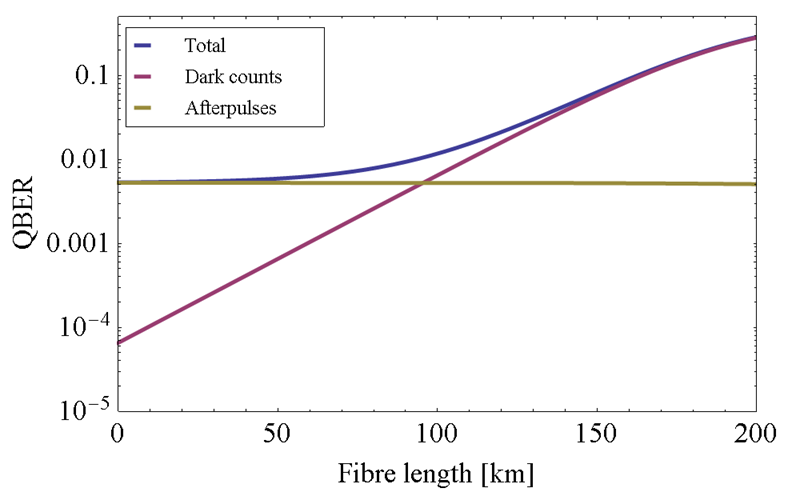 Total
Dark counts
Afterpulses
0.1
0.01
0.001
10⁻⁴
10⁻⁵
QBER
0 50 100 150 200
Fibre length [km]